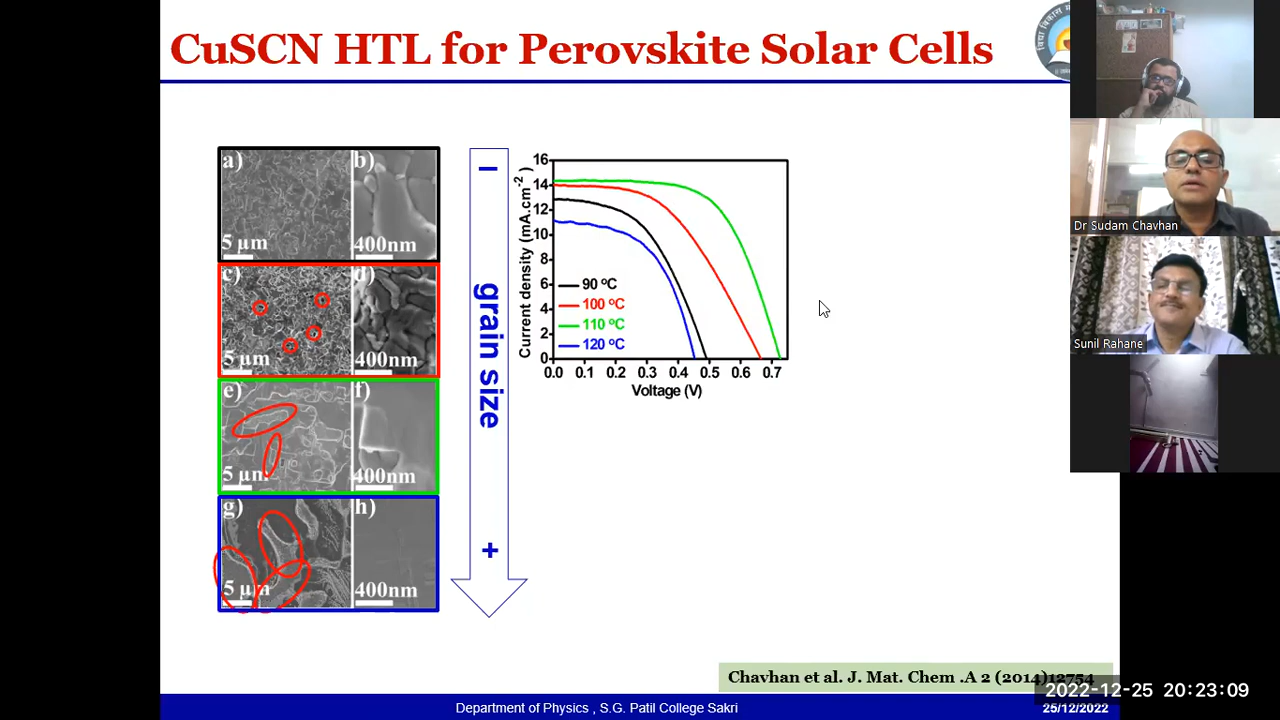 CuSCN HTL for Perovskite Solar Cells
a)
5 µm
b)
400nm
c)
5 µm
d)
400nm
e)
5 µm
f)
400nm
g)
5 µm
h)
400nm
–
grain size
+
Current density (mA.cm-2)
16
14
12
10
8
6
4
2
0
90 ºC
100 ºC
110 ºC
120 ºC
0.0 0.1 0.2 0.3 0.4 0.5 0.6 0.7
Voltage (V)
Dr Sudam Chavhan
Sunil Rahane
Chavhan et al. J. Mat. Chem .A 2 (2014)12754
2022-12-25 20:23:09
Department of Physics , S.G. Patil College Sakri
25/12/2022